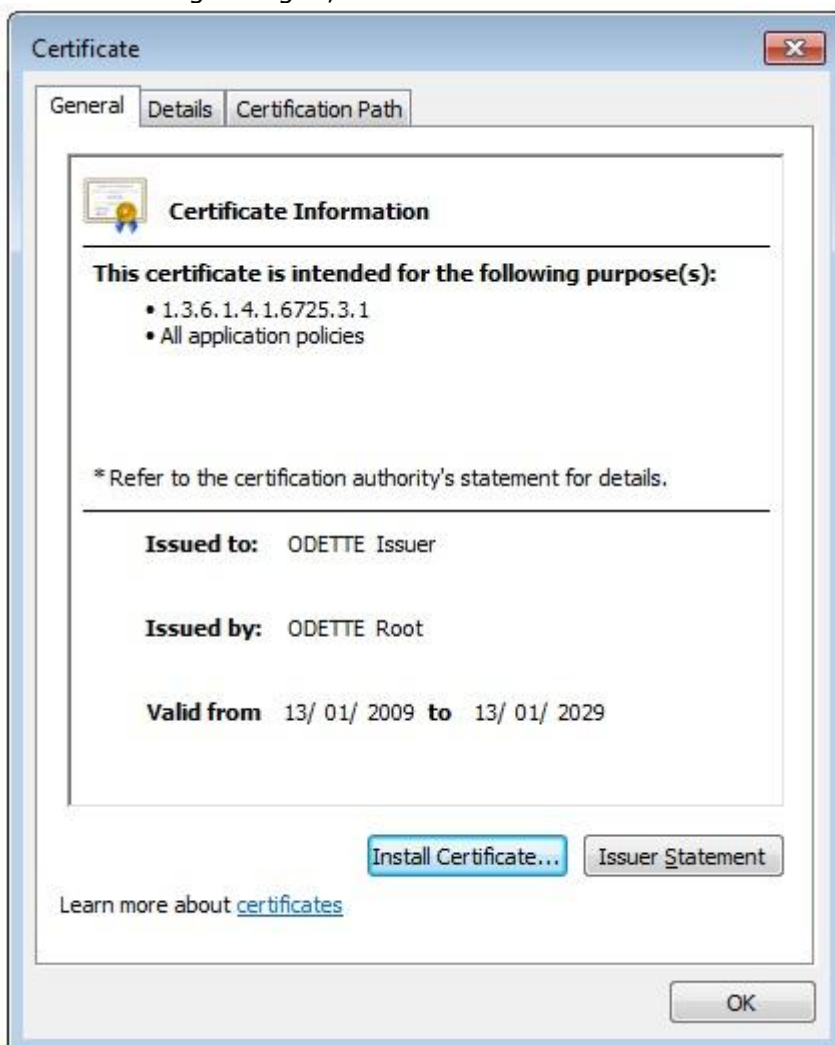 Certificate
General Details Certification Path
Certificate Information
This certificate is intended for the following purpose(s):
• 1.3.6.1.4.1.6725.3.1
• All application policies
* Refer to the certification authority's statement for details.
Issued to: ODETTE Issuer
Issued by: ODETTE Root
Valid from 13/ 01/ 2009 to 13/ 01/ 2029
Install Certificate... Issuer Statement
Learn more about certificates
OK